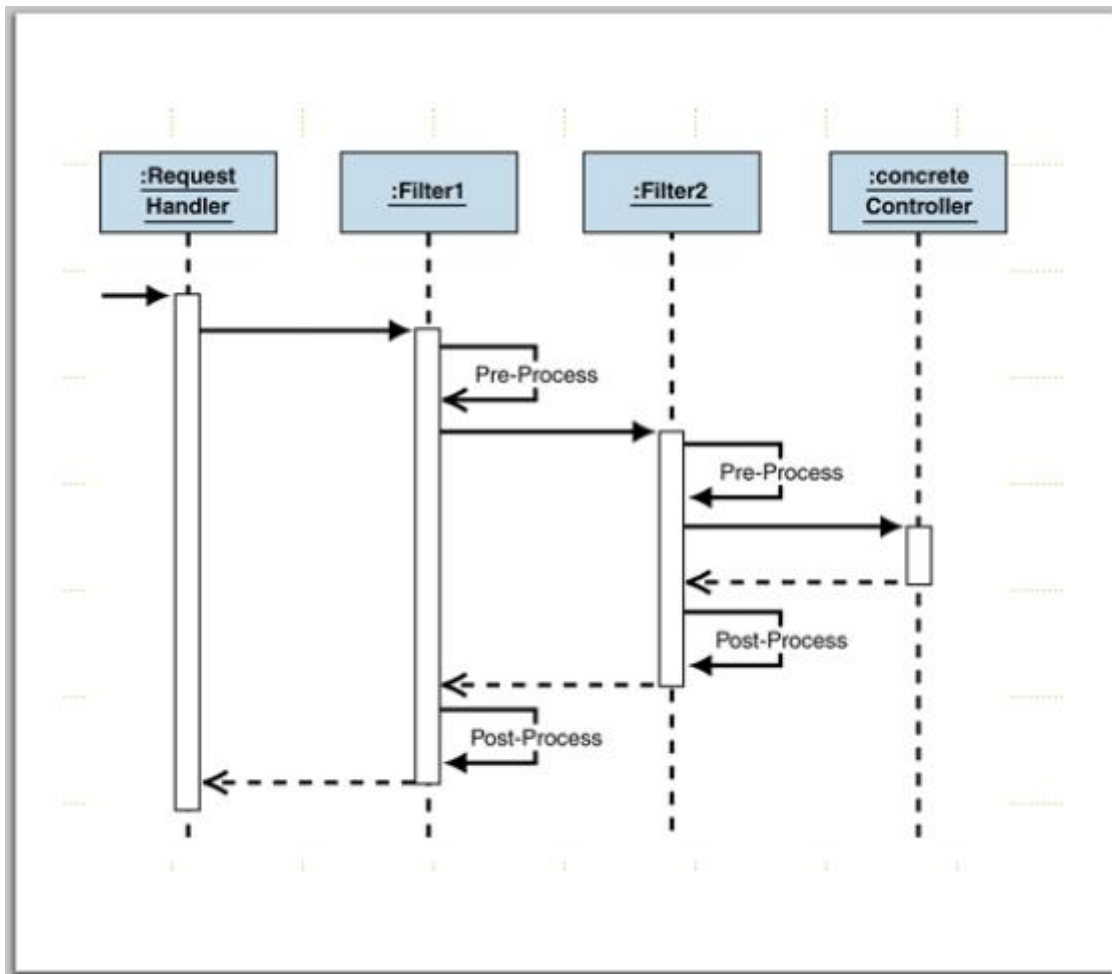 :Request
Handler
:Filter1
:Filter2
:concrete
Controller
Pre-Process
Pre-Process
Post-Process
Post-Process